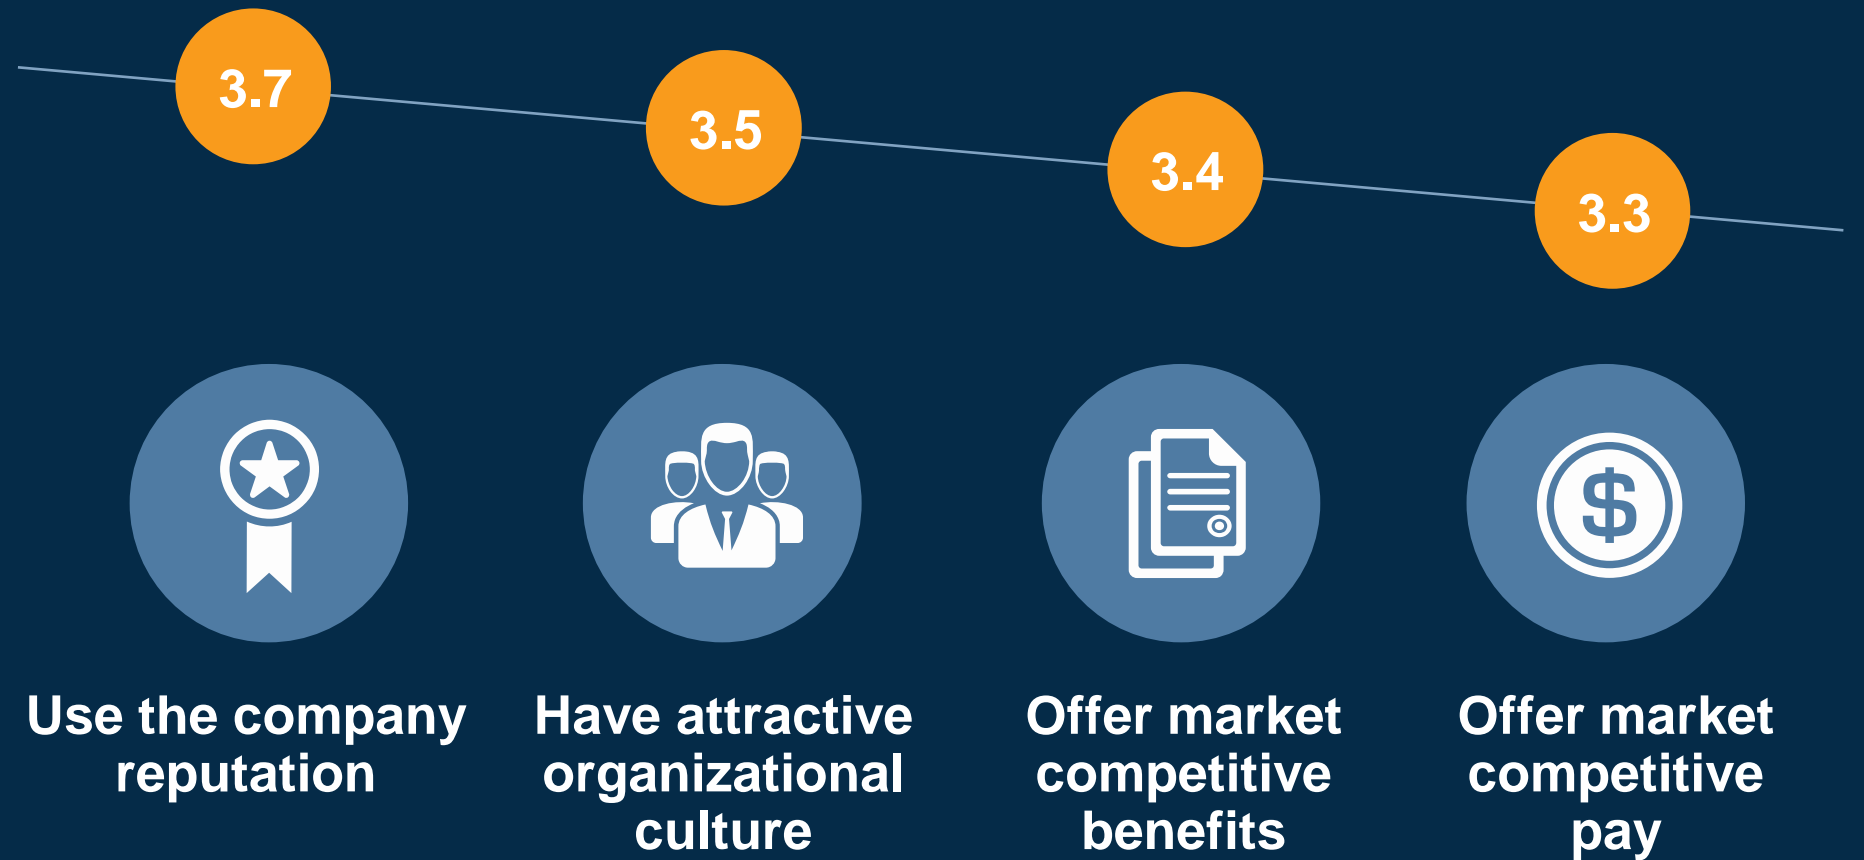 3.7
3.5
3.4
3.3
$
Use the company
reputation
Have attractive
organizational
culture
Offer market
competitive
benefits
Offer market
competitive
pay